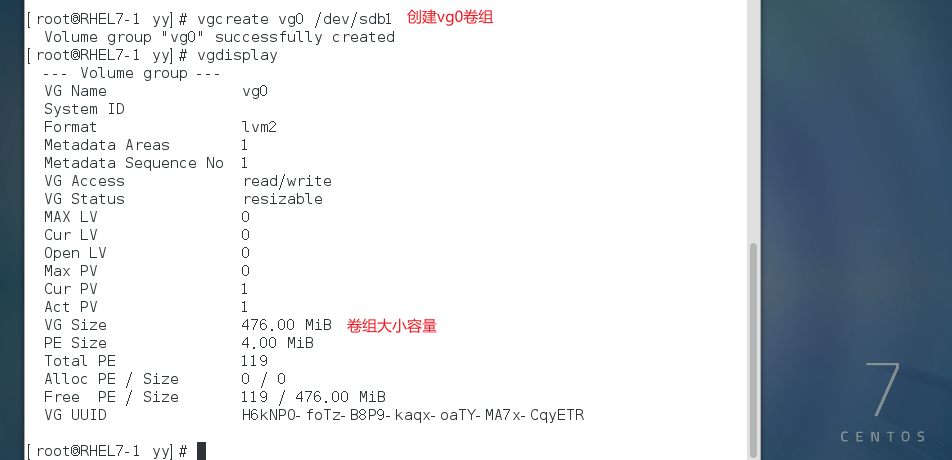 [root@RHEL7-1 yy]# vgcreate vg0 /dev/sdb1 创建vg0卷组
Volume group "vg0" successfully created
[root@RHEL7-1 yy]# vgdisplay
--- Volume group ---
VG Name vg0
System ID
Format lvm2
Metadata Areas 1
Metadata Sequence No 1
VG Access read/write
VG Status resizable
MAX LV 0
Cur LV 0
Open LV 0
Max PV 0
Cur PV 1
Act PV 1
VG Size 476.00 MiB 卷组大小容量
PE Size 4.00 MiB
Total PE 119
Alloc PE / Size 0 / 0
Free PE / Size 119 / 476.00 MiB
VG UUID H6kNPO-foTz-B8P9-kaqx-oaTY-MA7x-CqyETR
[root@RHEL7-1 yy]#
7
CENTOS